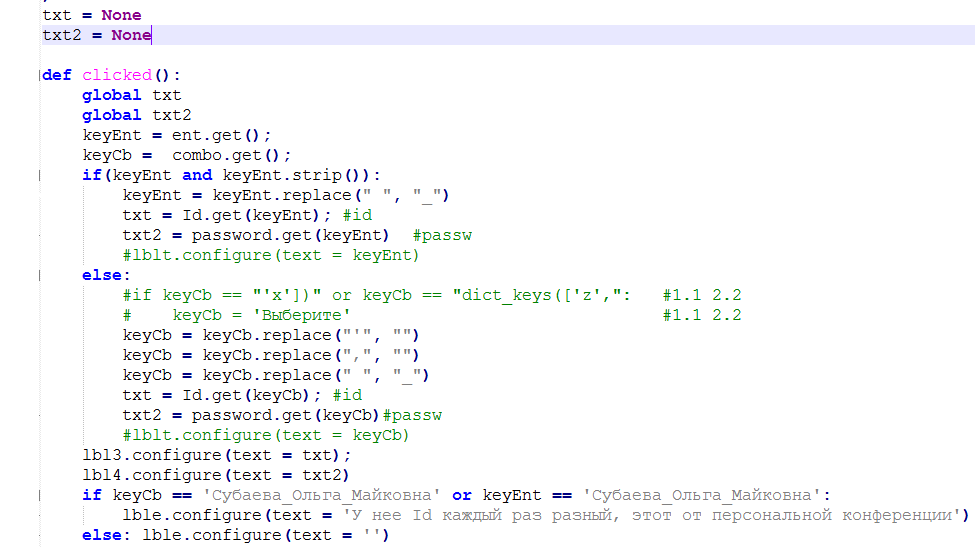 txt = None
txt2 = None
def clicked():
    global txt
    global txt2
    keyEnt = ent.get();
    keyCb =  combo.get();
    if(keyEnt and keyEnt.strip()):
        keyEnt = keyEnt.replace(" ", "_")
        txt = Id.get(keyEnt); #id
        txt2 = password.get(keyEnt)  #passw
        #lblt.configure(text = keyEnt)
    else:
        #if keyCb == "'x'])" or keyCb == "dict_keys(['z',":   #1.1 2.2
        #    keyCb = 'Выберите'                               #1.1 2.2
        keyCb = keyCb.replace("'", "")
        keyCb = keyCb.replace(",", "")
        keyCb = keyCb.replace(" ", "_")
        txt = Id.get(keyCb); #id
        txt2 = password.get(keyCb)#passw
        #lblt.configure(text = keyCb)
    lbl3.configure(text = txt);
    lbl4.configure(text = txt2)
    if keyCb == 'Субаева_Ольга_Майковна' or keyEnt == 'Субаева_Ольга_Майковна':
        lble.configure(text = 'У нее Id каждый раз разный, этот от персональной конференции')
    else: lble.configure(text = '')